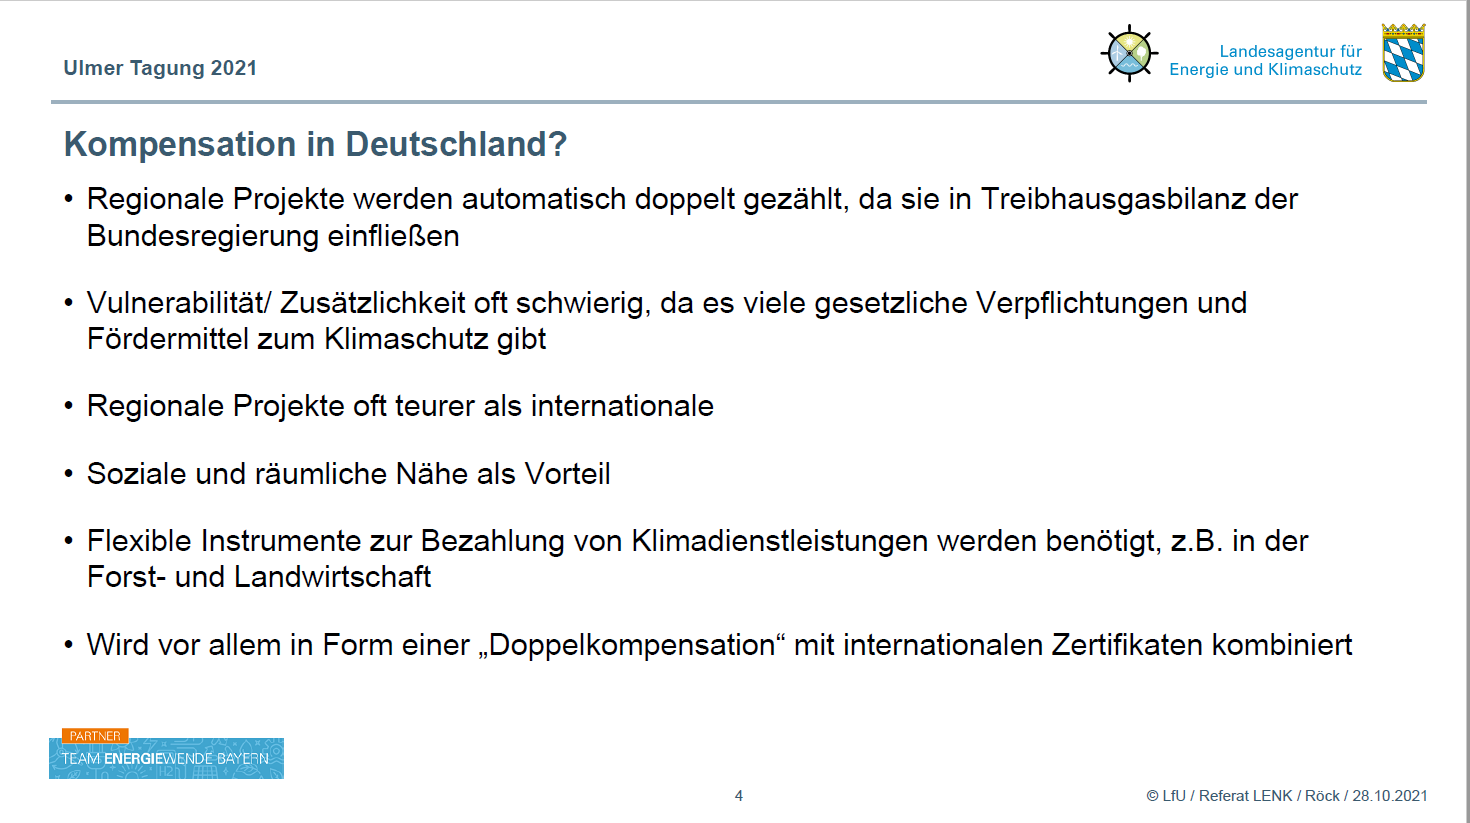 Ulmer Tagung 2021
Landesagentur für
Energie und Klimaschutz
Kompensation in Deutschland?
• Regionale Projekte werden automatisch doppelt gezählt, da sie in Treibhausgasbilanz der
Bundesregierung einfließen
• Vulnerabilität/ Zusätzlichkeit oft schwierig, da es viele gesetzliche Verpflichtungen und
Fördermittel zum Klimaschutz gibt
• Regionale Projekte oft teurer als internationale
• Soziale und räumliche Nähe als Vorteil
• Flexible Instrumente zur Bezahlung von Klimadienstleistungen werden benötigt, z.B. in der
Forst- und Landwirtschaft
• Wird vor allem in Form einer „Doppelkompensation“ mit internationalen Zertifikaten kombiniert
PARTNER
TEAM ENERGIEWENDE BAYERN
4
© LfU / Referat LENK / Röck / 28.10.2021